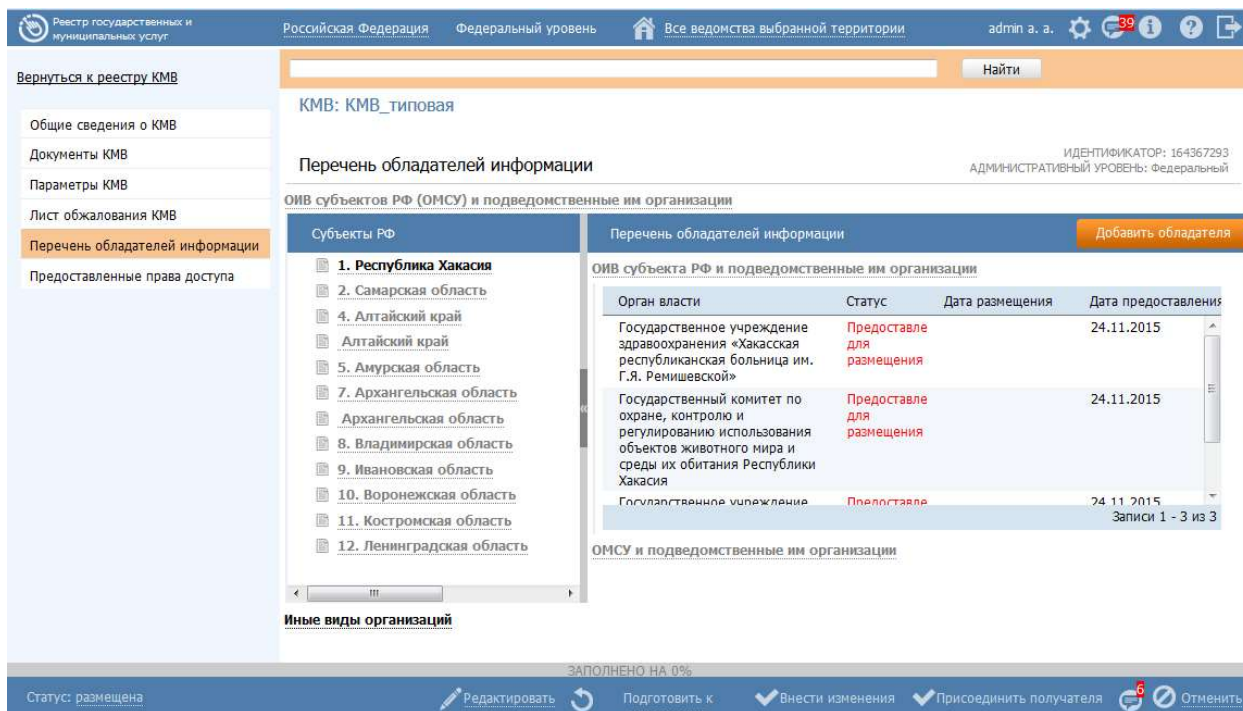 Реестр государственных и
муниципальных услуг
Российская Федерация Федеральный уровень Все ведомства выбранной территории admin a. a. 39
Вернуться к реестру КМВ
Найти
КМВ: КМВ_типовая
Общие сведения о КМВ
Документы КМВ
Параметры КМВ
Лист обжалования КМВ
Перечень обладателей информации
Предоставленные права доступа
Перечень обладателей информации
ИДЕНТИФИКАТОР: 164367293
АДМИНИСТРАТИВНЫЙ УРОВЕНЬ: Федеральный
ОИВ субъектов РФ (ОМСУ) и подведомственные им организации
Субъекты РФ
1. Республика Хакасия
2. Самарская область
4. Алтайский край
Алтайский край
5. Амурская область
7. Архангельская область
Архангельская область
8. Владимирская область
9. Ивановская область
10. Воронежская область
11. Костромская область
12. Ленинградская область
Перечень обладателей информации Добавить обладателя
ОИВ субъекта РФ и подведомственные им организации
Орган власти Статус Дата размещения Дата предоставления
Государственное учреждение Предоставле 24.11.2015
здравоохранения «Хакасская для
республиканская больница им. размещения
Г.Я. Ремишевской»
Государственный комитет по Предоставле 24.11.2015
охране, контролю и для
регулированию использования размещения
объектов животного мира и
среды их обитания Республики
Хакасия
Государственное учреждение Предоставле 24.11.2015
Записи 1 - 3 из 3
ОМСУ и подведомственные им организации
Иные виды организаций
ЗАПОЛНЕНО НА 0%
Статус: размещена Редактировать Подготовить к Внести изменения Присоединить получателя 6 Отменить